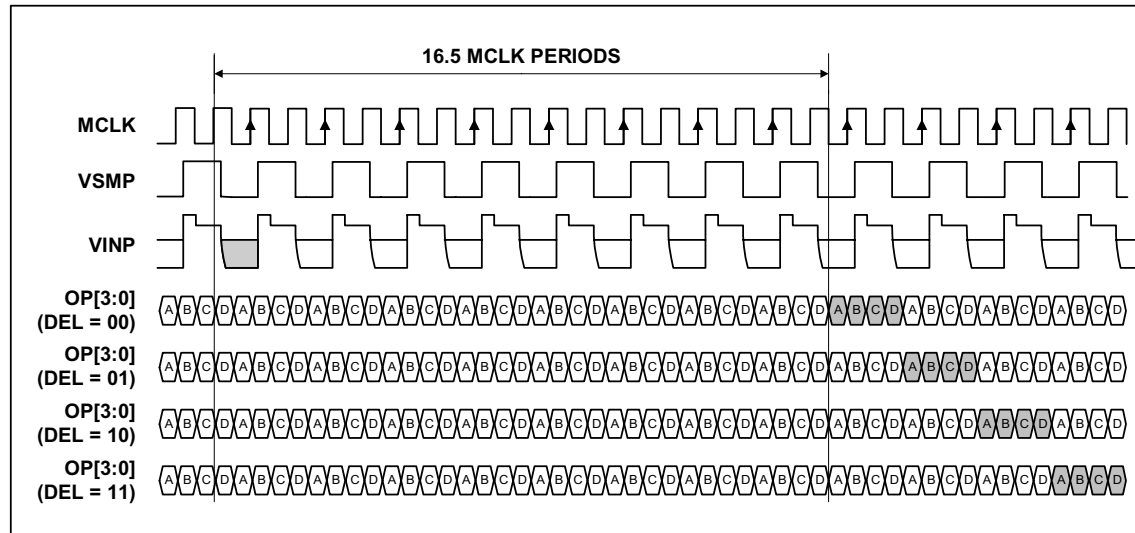 16.5 MCLK PERIODS
MCLK
VSMP
VINP
OP[3:0]
(DEL = 00)
A B C D A B C D A B C D A B C D A B C D A B C D A B C D A B C D A B C D A B C D A B C D A B C D A B C D
OP[3:0]
(DEL = 01)
A B C D A B C D A B C D A B C D A B C D A B C D A B C D A B C D A B C D A B C D A B C D A B C D A B C D
OP[3:0]
(DEL = 10)
A B C D A B C D A B C D A B C D A B C D A B C D A B C D A B C D A B C D A B C D A B C D A B C D A B C D
OP[3:0]
(DEL = 11)
A B C D A B C D A B C D A B C D A B C D A B C D A B C D A B C D A B C D A B C D A B C D A B C D A B C D